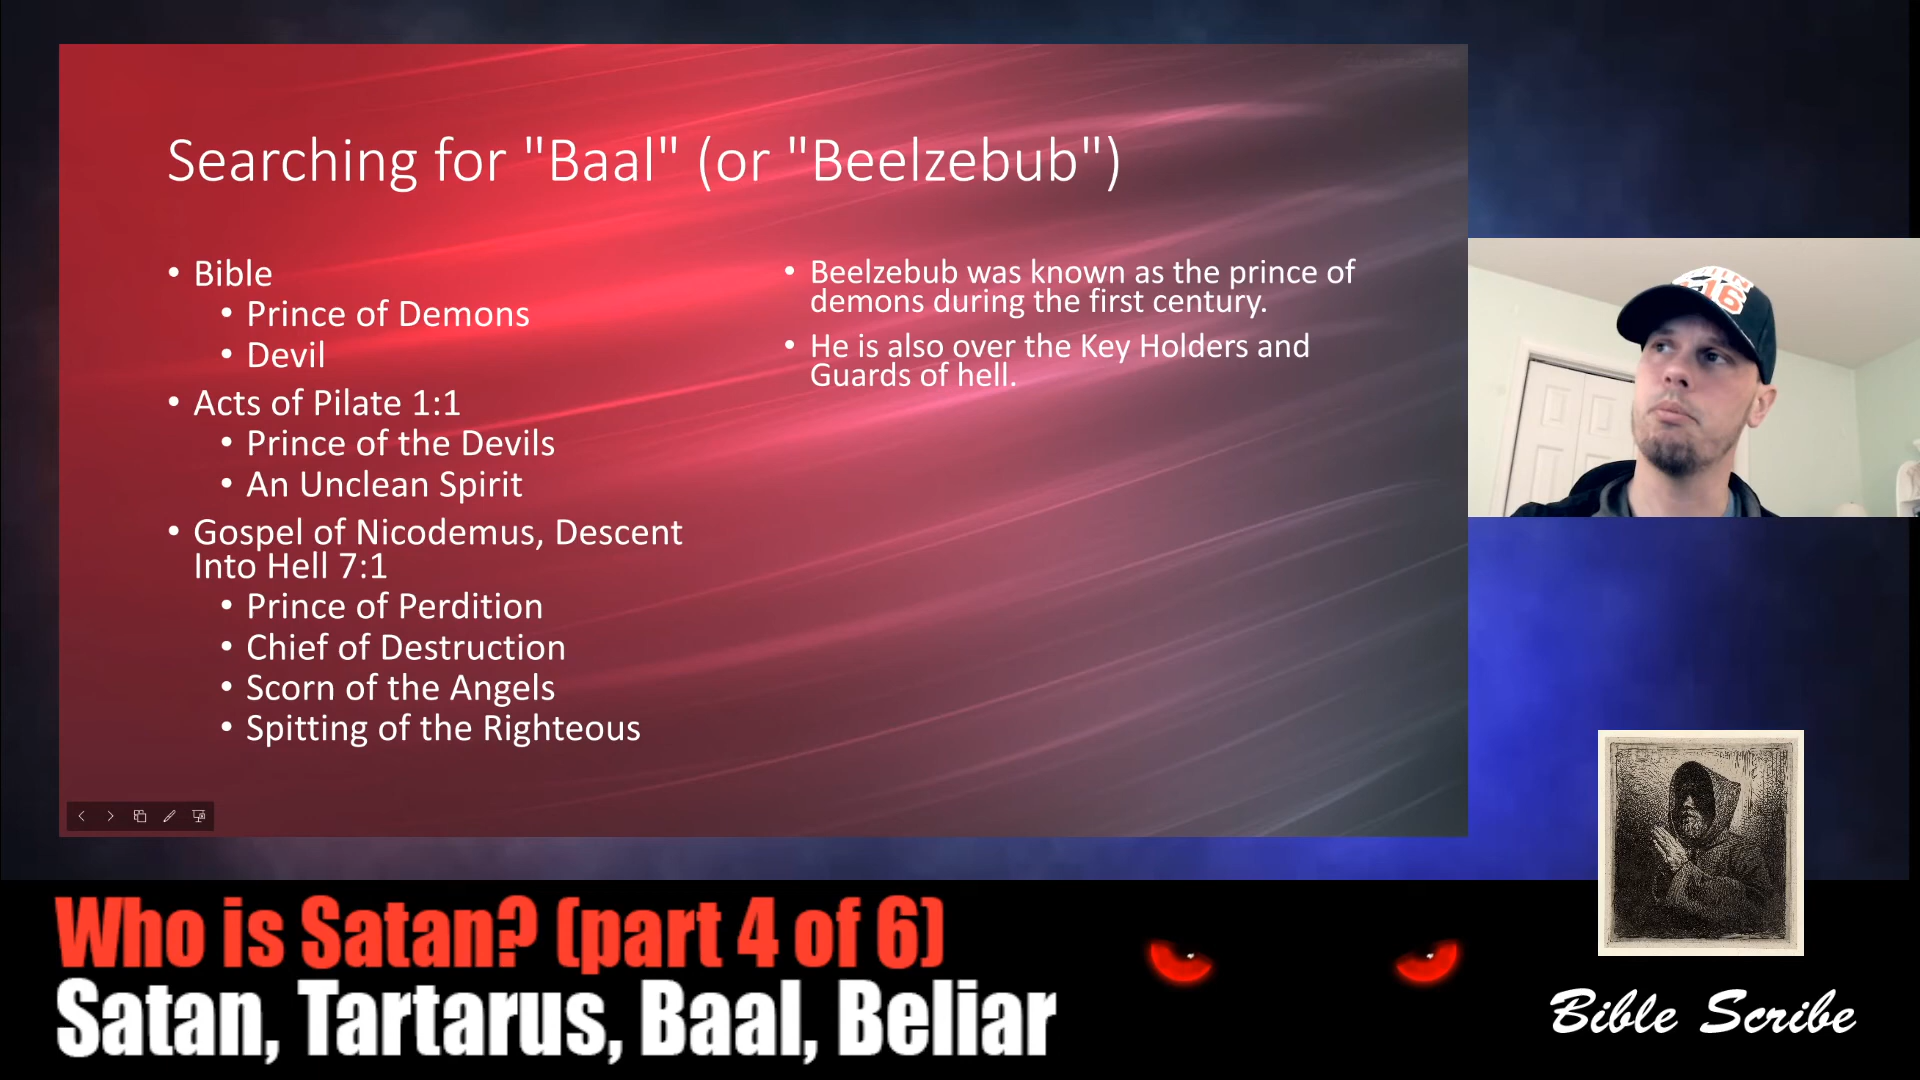 Searching for "Baal" (or "Beelzebub")
• Bible
• Prince of Demons
• Devil
• Acts of Pilate 1:1
• Prince of the Devils
• An Unclean Spirit
• Gospel of Nicodemus, Descent
Into Hell 7:1
• Prince of Perdition
• Chief of Destruction
• Scorn of the Angels
• Spitting of the Righteous
• Beelzebub was known as the prince of
demons during the first century.
• He is also over the Key Holders and
Guards of hell.
Who is Satan? (part 4 of 6)
Satan, Tartarus, Baal, Beliar
Bible Scribe